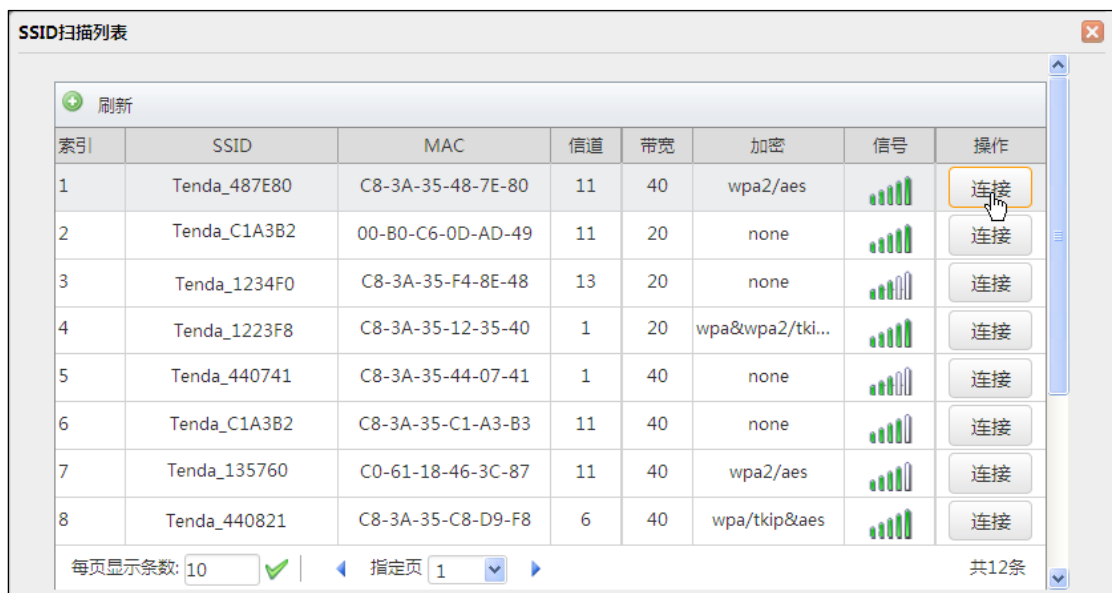 SSID扫描列表
刷新
索引 SSID MAC 信道 带宽 加密 信号 操作
1 Tenda_487E80 C8-3A-35-48-7E-80 11 40 wpa2/aes 连接
2 Tenda_C1A3B2 00-B0-C6-0D-AD-49 11 20 none 连接
3 Tenda_1234F0 C8-3A-35-F4-8E-48 13 20 none 连接
4 Tenda_1223F8 C8-3A-35-12-35-40 1 20 wpa&wpa2/tki... 连接
5 Tenda_440741 C8-3A-35-44-07-41 1 40 none 连接
6 Tenda_C1A3B2 C8-3A-35-C1-A3-B3 11 40 none 连接
7 Tenda_135760 C0-61-18-46-3C-87 11 40 wpa2/aes 连接
8 Tenda_440821 C8-3A-35-C8-D9-F8 6 40 wpa/tkip&aes 连接
每页显示条数: 10 指定页 1 共12条